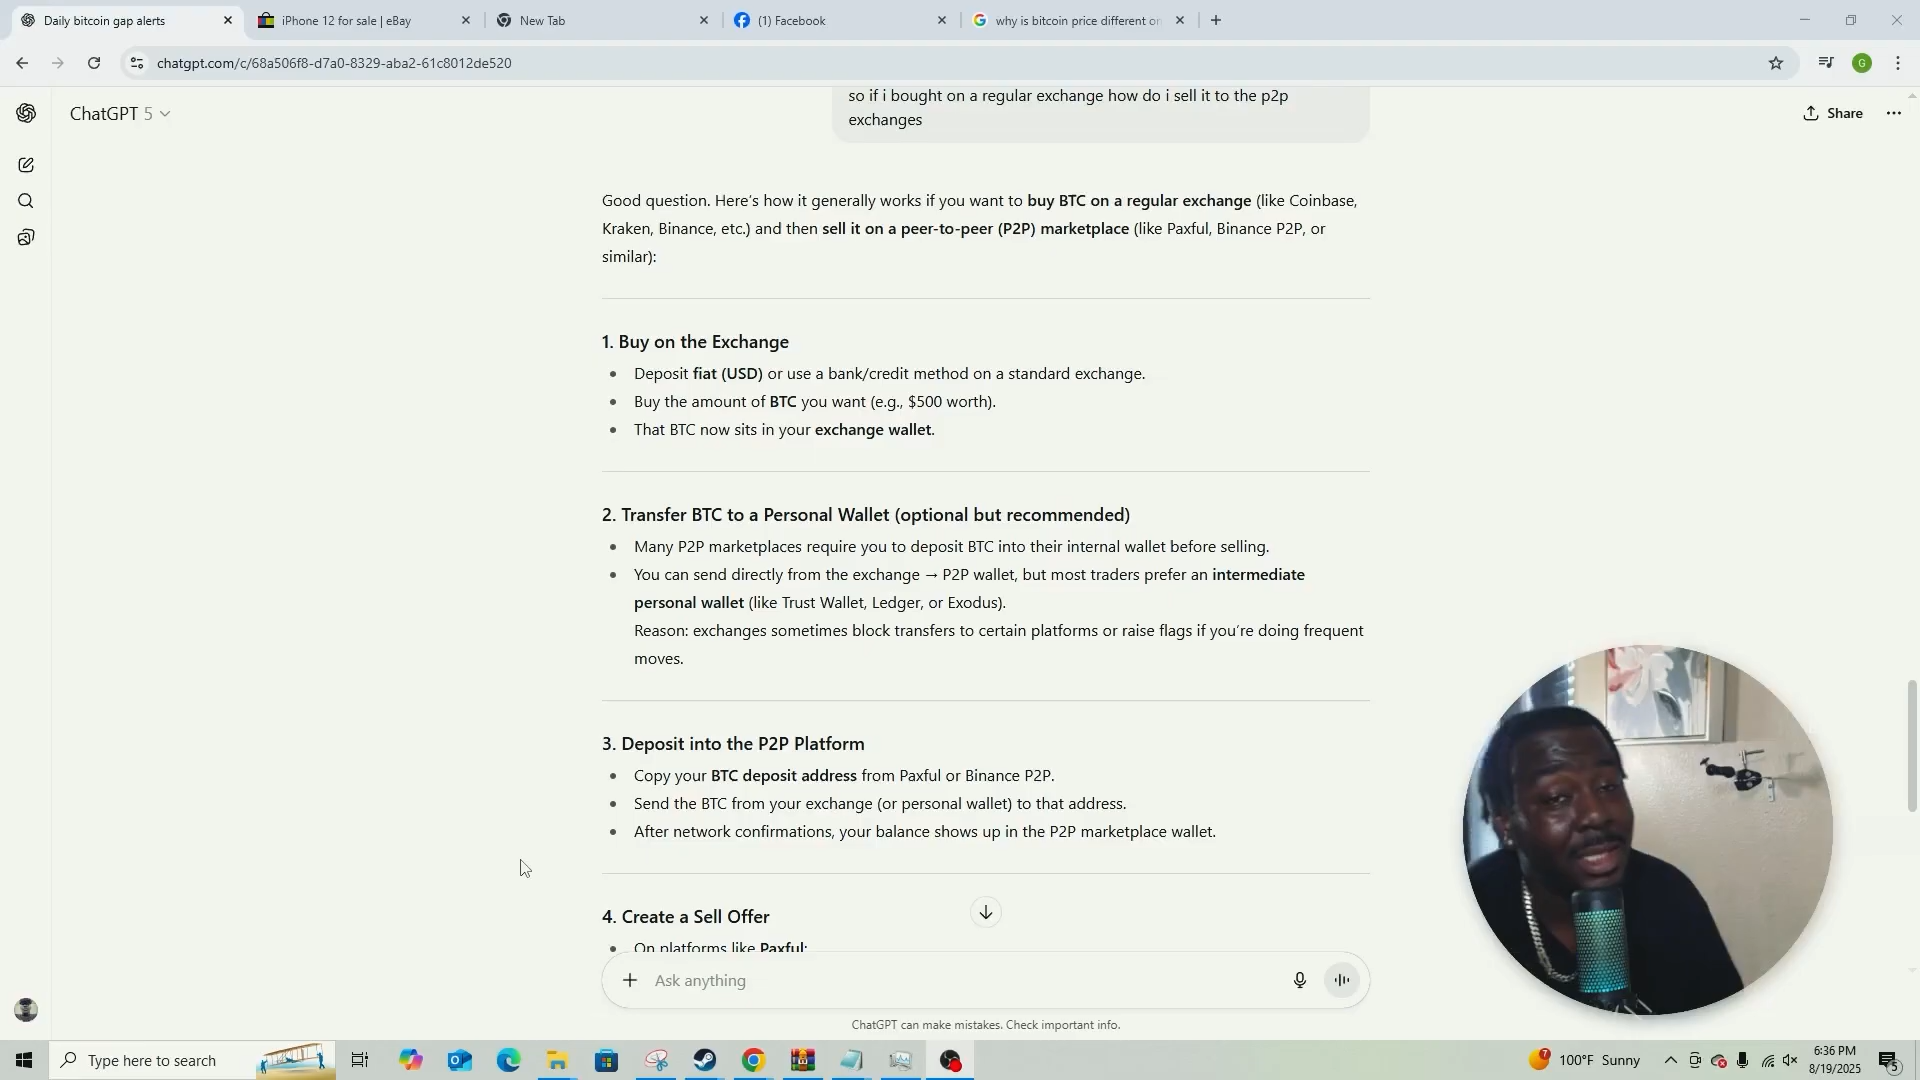 Daily bitcoin gap alerts
iPhone 12 for sale | eBay
New Tab
(1) Facebook
why is bitcoin price different on
chatgpt.com/c/68a506f8-d7a0-8329-aba2-61c8012de520
G
ChatGPT 5
Share
so if i bought on a regular exchange how do i sell it to the p2p
exchanges
Good question. Here's how it generally works if you want to buy BTC on a regular exchange (like Coinbase,
Kraken, Binance, etc.) and then sell it on a peer-to-peer (P2P) marketplace (like Paxful, Binance P2P, or
similar):
1. Buy on the Exchange
• Deposit fiat (USD) or use a bank/credit method on a standard exchange.
• Buy the amount of BTC you want (e.g., $500 worth).
• That BTC now sits in your exchange wallet.
2. Transfer BTC to a Personal Wallet (optional but recommended)
• Many P2P marketplaces require you to deposit BTC into their internal wallet before selling.
• You can send directly from the exchange → P2P wallet, but most traders prefer an intermediate
personal wallet (like Trust Wallet, Ledger, or Exodus).
Reason: exchanges sometimes block transfers to certain platforms or raise flags if you're doing frequent
moves.
3. Deposit into the P2P Platform
• Copy your BTC deposit address from Paxful or Binance P2P.
• Send the BTC from your exchange (or personal wallet) to that address.
• After network confirmations, your balance shows up in the P2P marketplace wallet.
4. Create a Sell Offer
• On platforms like Paxful:
Ask anything
ChatGPT can make mistakes. Check important info.
Type here to search
7
100°F Sunny
6:36 PM
8/19/2025
5